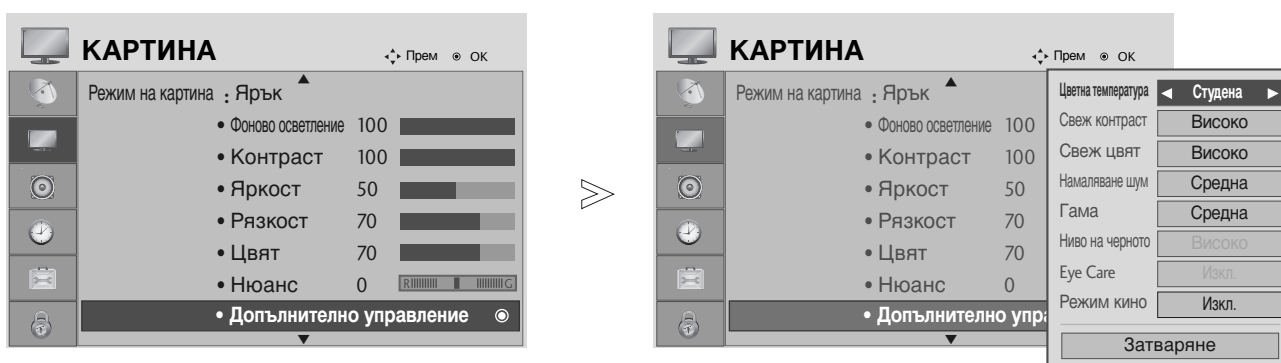 КАРТИНА
Прем OK
Режим на картина : Ярък
• Фоново осветление 100
• Контраст 100
• Яркост 50
• Рязкост 70
• Цвят 70
• Нюанс 0 R G
• Допълнително управление
КАРТИНА
Прем OK
Режим на картина : Ярък
• Фоново осветление 100
• Контраст 100
• Яркост 50
• Рязкост 70
• Цвят 70
• Нюанс 0
• Допълнително упра
Цветна температура Студена
Свеж контраст Високо
Свеж цвят Високо
Намаляване шум Средна
Гама Средна
Ниво на черното Високо
Eye Care Изкл.
Режим кино Изкл.
Затваряне